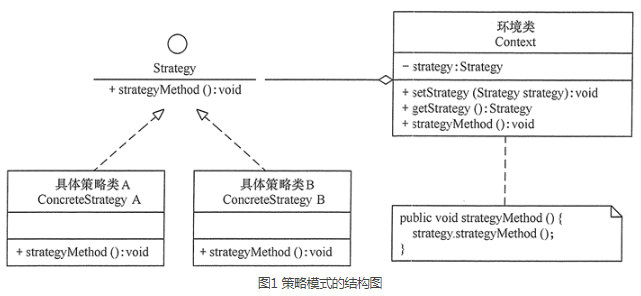 Strategy
+ strategyMethod ():void
环境类
Context
− strategy:Strategy
+ setStrategy (Strategy strategy):void
+ getStrategy ():Strategy
+ strategyMethod ():void
具体策略类A
ConcreteStrategy A
+ strategyMethod ():void
具体策略类B
ConcreteStrategy B
+ strategyMethod ():void
public void strategyMethod () {
strategy.strategyMethod ();
}
图1 策略模式的结构图